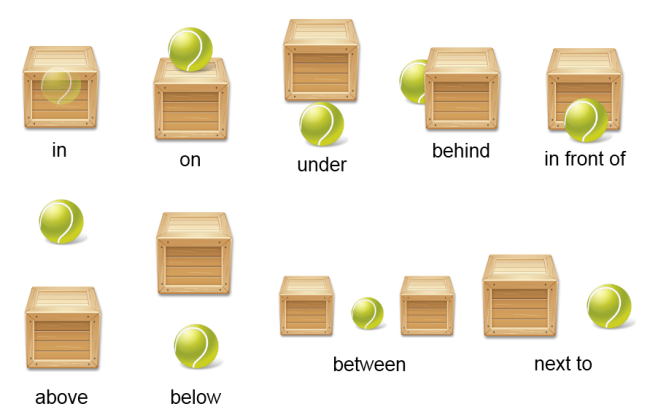 in
on
under
behind
in front of
above
below
between
next to